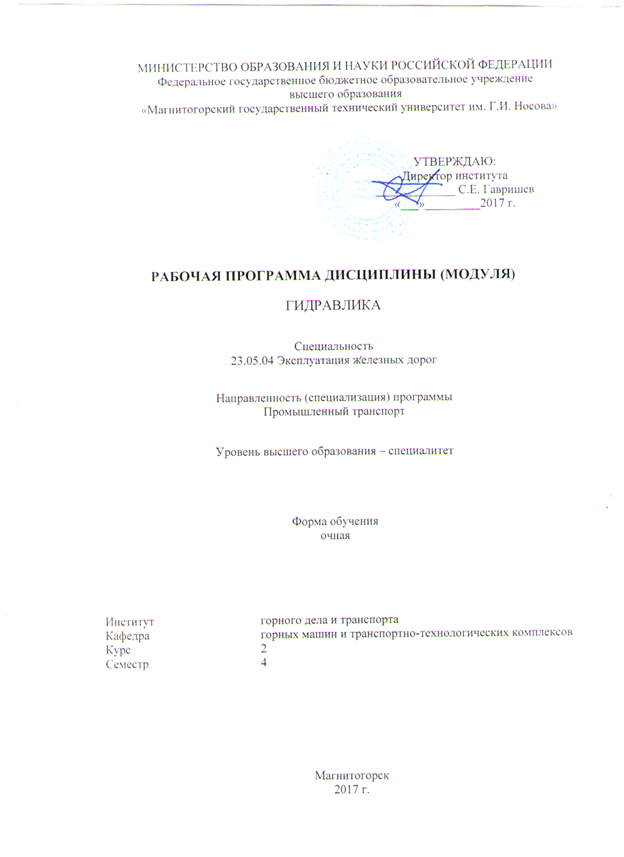 МИНИСТЕРСТВО ОБРАЗОВАНИЯ И НАУКИ РОССИЙСКОЙ ФЕДЕРАЦИИ
Федеральное государственное бюджетное образовательное учреждение
высшего образования
«Магнитогорский государственный технический университет им. Г.И. Носова»
УТВЕРЖДАЮ:
Директор института
_____________ С.Е. Гавришев
«___»_________2017 г.
РАБОЧАЯ ПРОГРАММА ДИСЦИПЛИНЫ (МОДУЛЯ)
ГИДРАВЛИКА
Специальность
23.05.04 Эксплуатация железных дорог
Направленность (специализация) программы
Промышленный транспорт
Уровень высшего образования – специалитет
Форма обучения
очная
Институт горного дела и транспорта
Кафедра горных машин и транспортно-технологических комплексов
Курс 2
Семестр 4
Магнитогорск
2017 г.